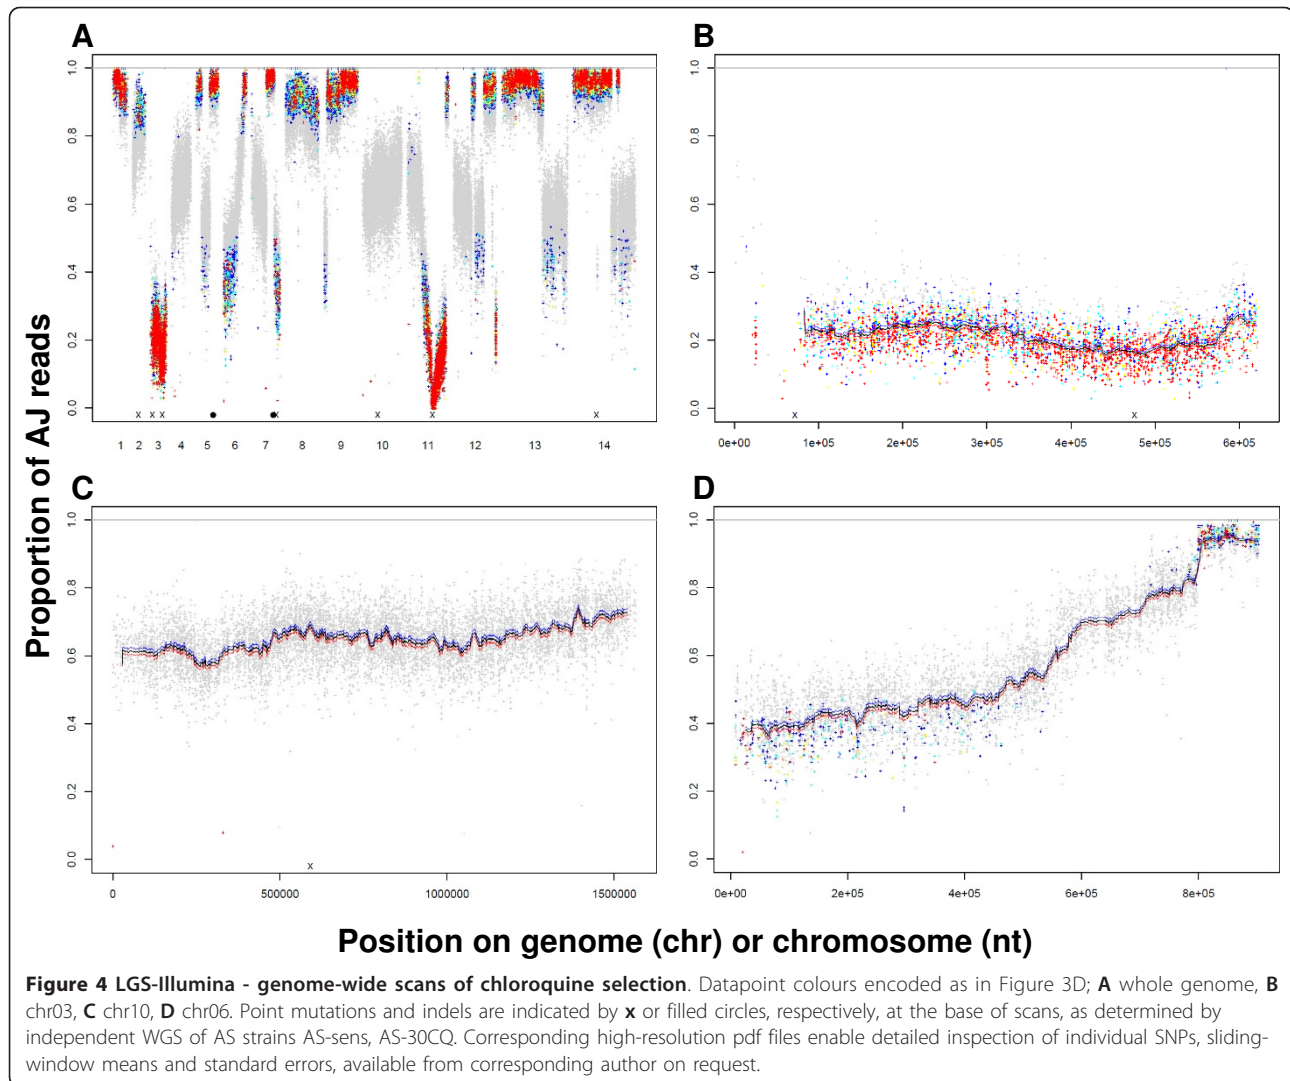 A
B
1.0
0.8
0.6
0.4
0.2
0.0
x x x x x x x
1 2 3 4 5 6 7 8 9 10 11 12 13 14
1.0
0.8
0.6
0.4
0.2
0.0
x x
0e+00 1e+05 2e+05 3e+05 4e+05 5e+05 6e+05
Proportion of AJ reads
C
D
1.0
0.8
0.6
0.4
0.2
0.0
x
0 500000 1000000 1500000
1.0
0.8
0.6
0.4
0.2
0.0
0e+00 2e+05 4e+05 6e+05 8e+05
Position on genome (chr) or chromosome (nt)
Figure 4 LGS-Illumina - genome-wide scans of chloroquine selection. Datapoint colours encoded as in Figure 3D; A whole genome, B
chr03, C chr10, D chr06. Point mutations and indels are indicated by x or filled circles, respectively, at the base of scans, as determined by
independent WGS of AS strains AS-sens, AS-30CQ. Corresponding high-resolution pdf files enable detailed inspection of individual SNPs, sliding-
window means and standard errors, available from corresponding author on request.